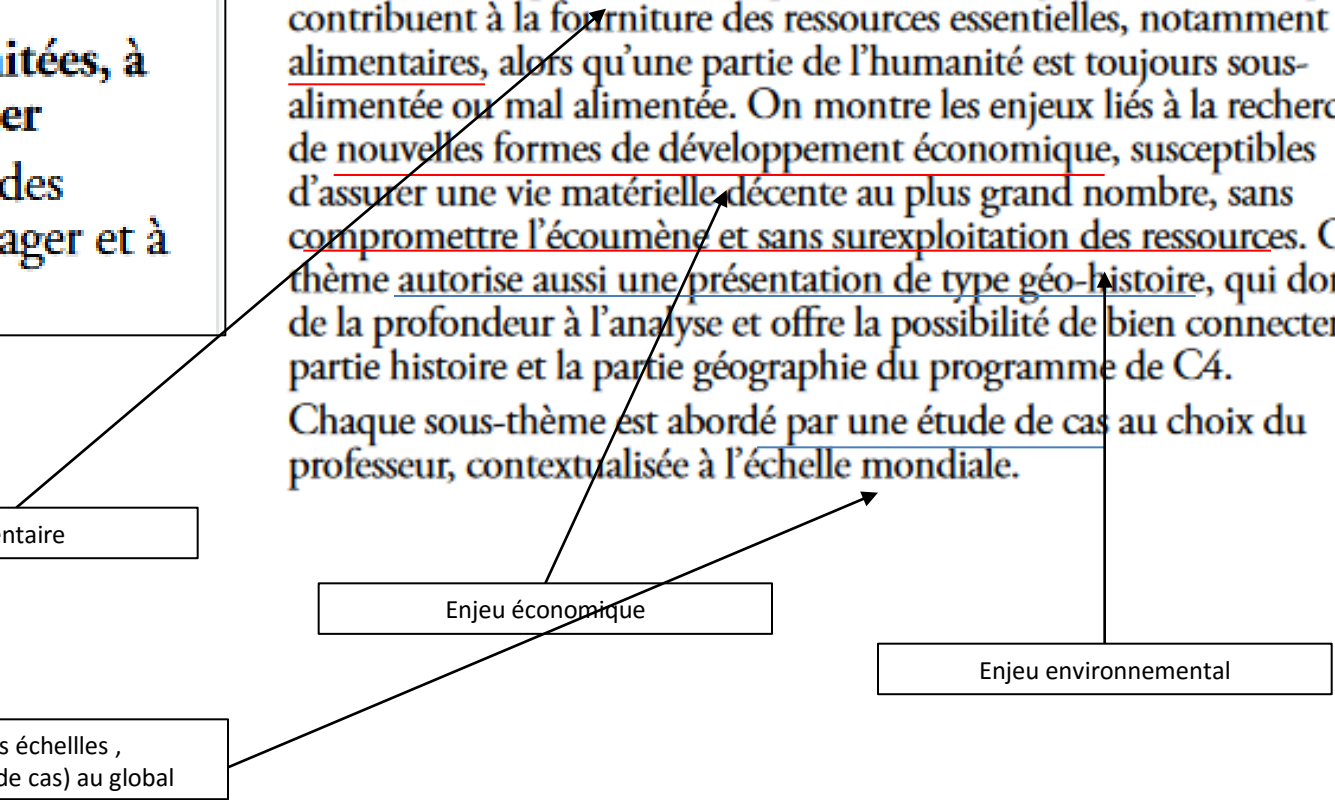 itées, à
er
des
ager et à
contribuent à la fourniture des ressources essentielles, notamment
alimentaires, alors qu’une partie de l’humanité est toujours sous-
alimentée ou mal alimentée. On montre les enjeux liés à la recherc
de nouvelles formes de développement économique, susceptibles
d’assurer une vie matérielle décente au plus grand nombre, sans
compromettre l’écoumène et sans surexploitation des ressources. C
thème autorise aussi une présentation de type géo-histoire, qui don
de la profondeur à l’analyse et offre la possibilité de bien connecter
partie histoire et la partie géographie du programme de C4.
Chaque sous-thème est abordé par une étude de cas au choix du
professeur, contextualisée à l’échelle mondiale.
entaire
Enjeu économique
Enjeu environnemental
s échellles ,
de cas) au global